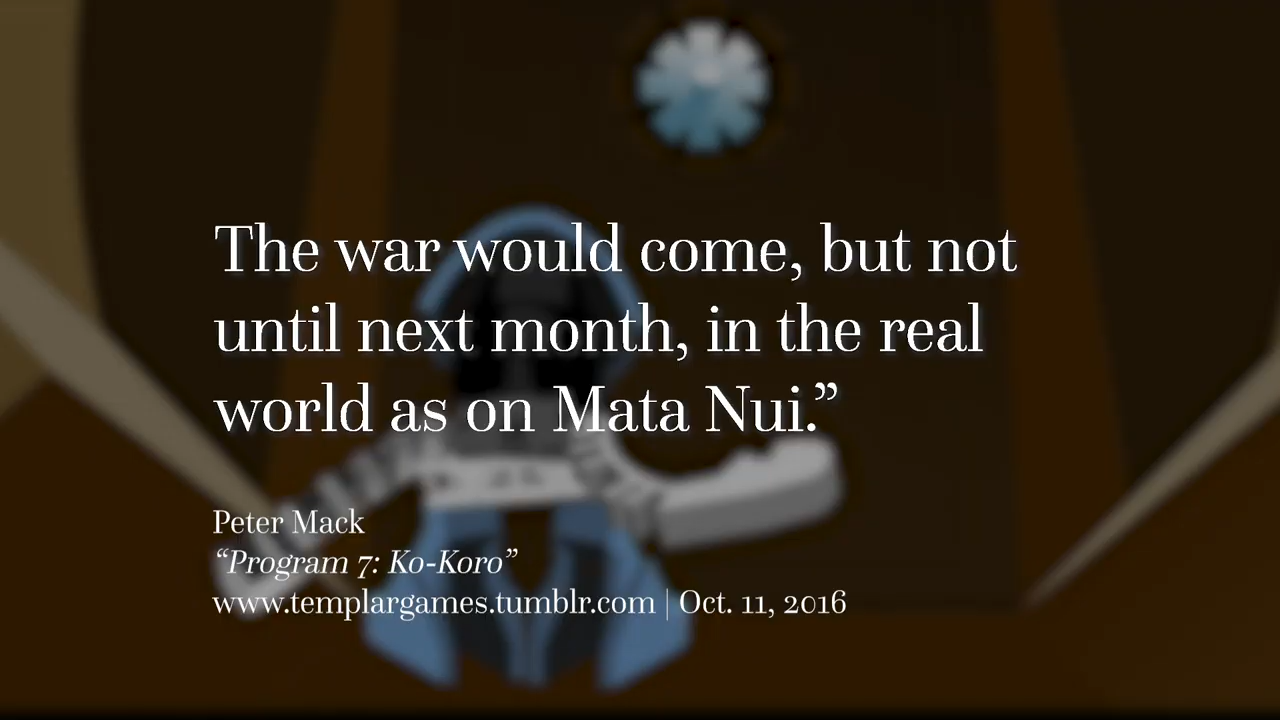 The war would come, but not
until next month, in the real
world as on Mata Nui.”
Peter Mack
“Program 7: Ko-Koro”
www.templargames.tumblr.com | Oct. 11, 2016